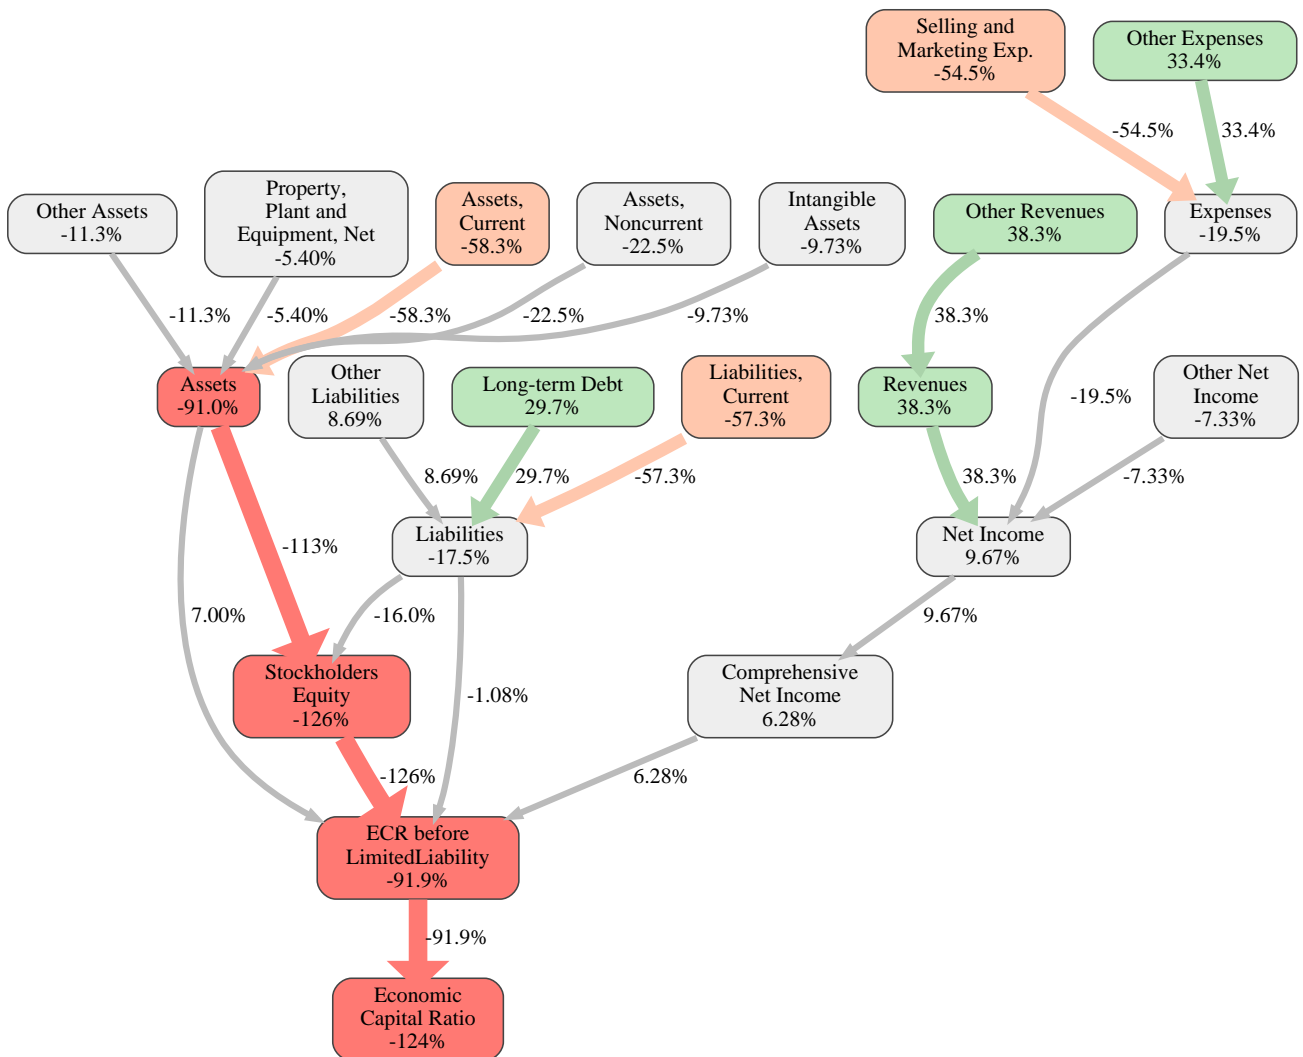 Selling and
Marketing Exp.
-54.5%
Other Expenses
33.4%
-54.5%
33.4%
Other Assets
-11.3%
Property,
Plant and
Equipment, Net
-5.40%
Assets,
Current
-58.3%
Assets,
Noncurrent
-22.5%
Intangible
Assets
-9.73%
Other Revenues
38.3%
Expenses
-19.5%
-11.3%
-5.40%
-58.3%
-22.5%
-9.73%
38.3%
-19.5%
Assets
-91.0%
Other
Liabilities
8.69%
Long-term Debt
29.7%
Liabilities,
Current
-57.3%
Revenues
38.3%
Other Net
Income
-7.33%
8.69%
29.7%
-57.3%
38.3%
-7.33%
-113%
Liabilities
-17.5%
Net Income
9.67%
7.00%
-16.0%
-1.08%
9.67%
Stockholders
Equity
-126%
Comprehensive
Net Income
6.28%
-126%
6.28%
ECR before
LimitedLiability
-91.9%
-91.9%
Economic
Capital Ratio
-124%